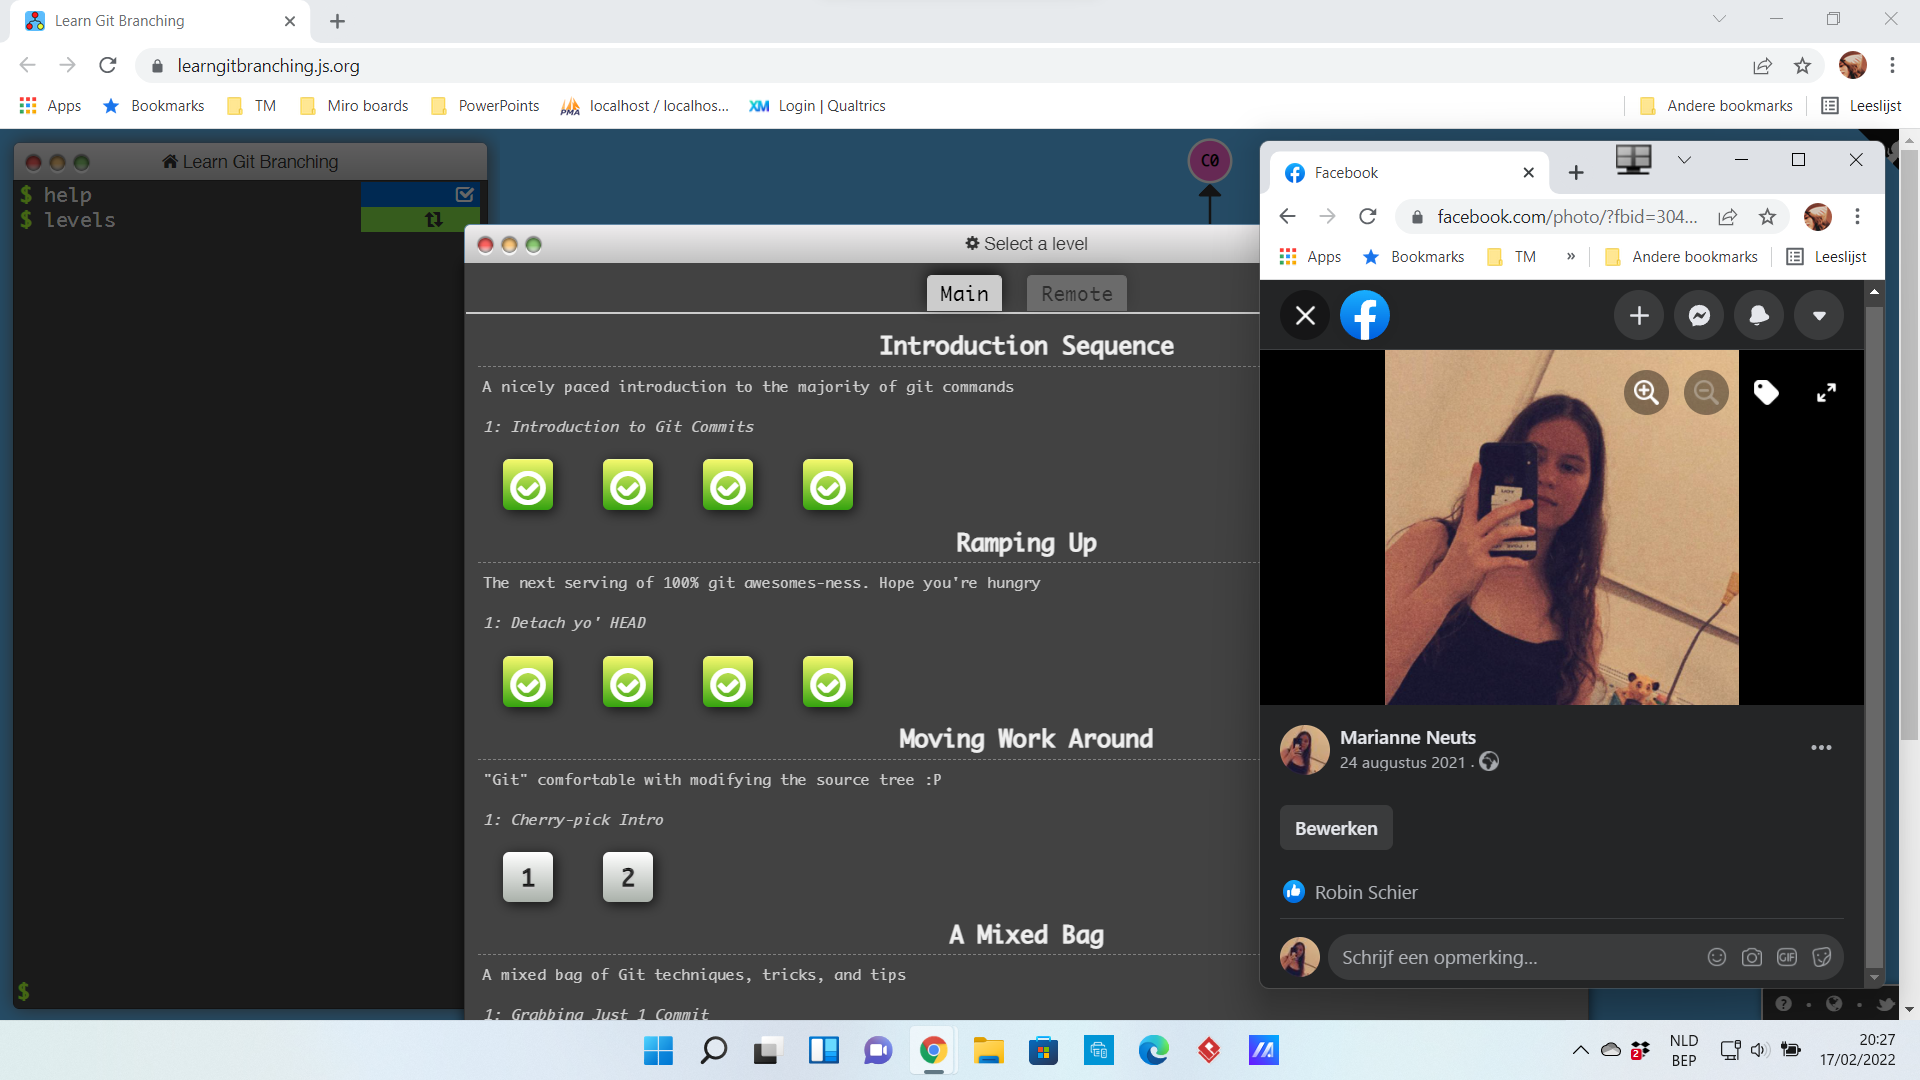 Learn Git Branching
learngitbranching.js.org
Apps
Bookmarks
TM
Miro boards
PowerPoints
PMA
localhost / localhos...
XM
Login | Qualtrics
Andere bookmarks
Leeslijst
Learn Git Branching
$ help
$ levels
$
C0
Select a level
Main
Remote
Introduction Sequence
A nicely paced introduction to the majority of git commands
1: Introduction to Git Commits
Ramping Up
The next serving of 100% git awesomes-ness. Hope you're hungry
1: Detach yo' HEAD
Moving Work Around
"Git" comfortable with modifying the source tree :P
1: Cherry-pick Intro
1
2
A Mixed Bag
A mixed bag of Git techniques, tricks, and tips
1: Grabbing Just 1 Commit
Facebook
facebook.com/photo/?fbid=304...
Apps
Bookmarks
TM
»
Andere bookmarks
Leeslijst
Marianne Neuts
24 augustus 2021 .
Bewerken
Robin Schier
Schrijf een opmerking...
GIF
2
NLD
BEP
20:27
17/02/2022